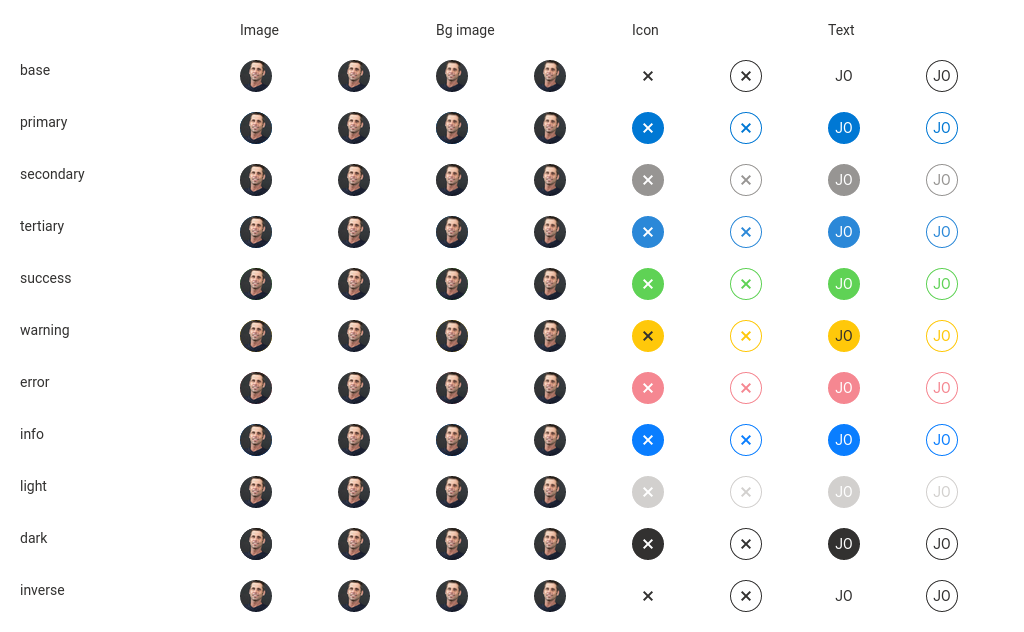 Image Bg image Icon Text
base JO JO
primary JO JO
secondary JO JO
tertiary JO JO
success JO JO
warning JO JO
error JO JO
info JO JO
light JO JO
dark JO JO
inverse JO JO